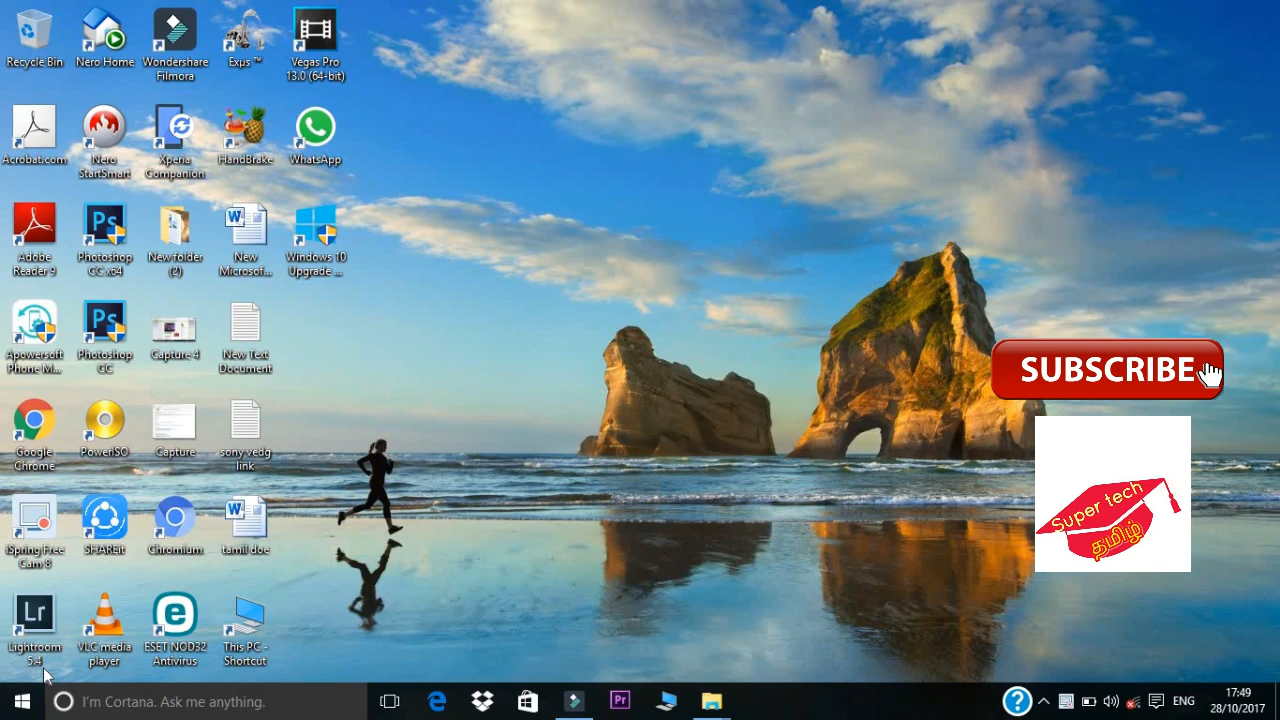 Recycle Bin
Nero Home
Wondershare
Filmora
Exµs ™
Vegas Pro
13.0 (64-bit)
Acrobat.com
Nero
StartSmart
Xperia
Companion
HandBrake
WhatsApp
Adobe
Reader 9
Photoshop
CC x64
New folder
(2)
New
Microsof...
Windows 10
Upgrade ...
Apowersoft
Phone M...
Photoshop
CC
Capture 4
New Text
Document
SUBSCRIBE
Google
Chrome
PowerISO
Capture
sony vedg
link
Super tech
தமிழ்
iSpring Free
Cam 8
SHAREit
Chromium
tamil doc
Lr
Lightroom
5.4
VLC media
player
ESET NOD32
Antivirus
This PC -
Shortcut
I'm Cortana. Ask me anything.
Pr
ENG
17:49
28/10/2017